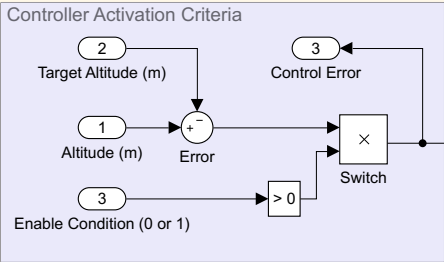 Controller Activation Criteria
2
Target Altitude (m)
3
Control Error
1
Altitude (m)
+
−
Error
×
Switch
3
Enable Condition (0 or 1)
> 0